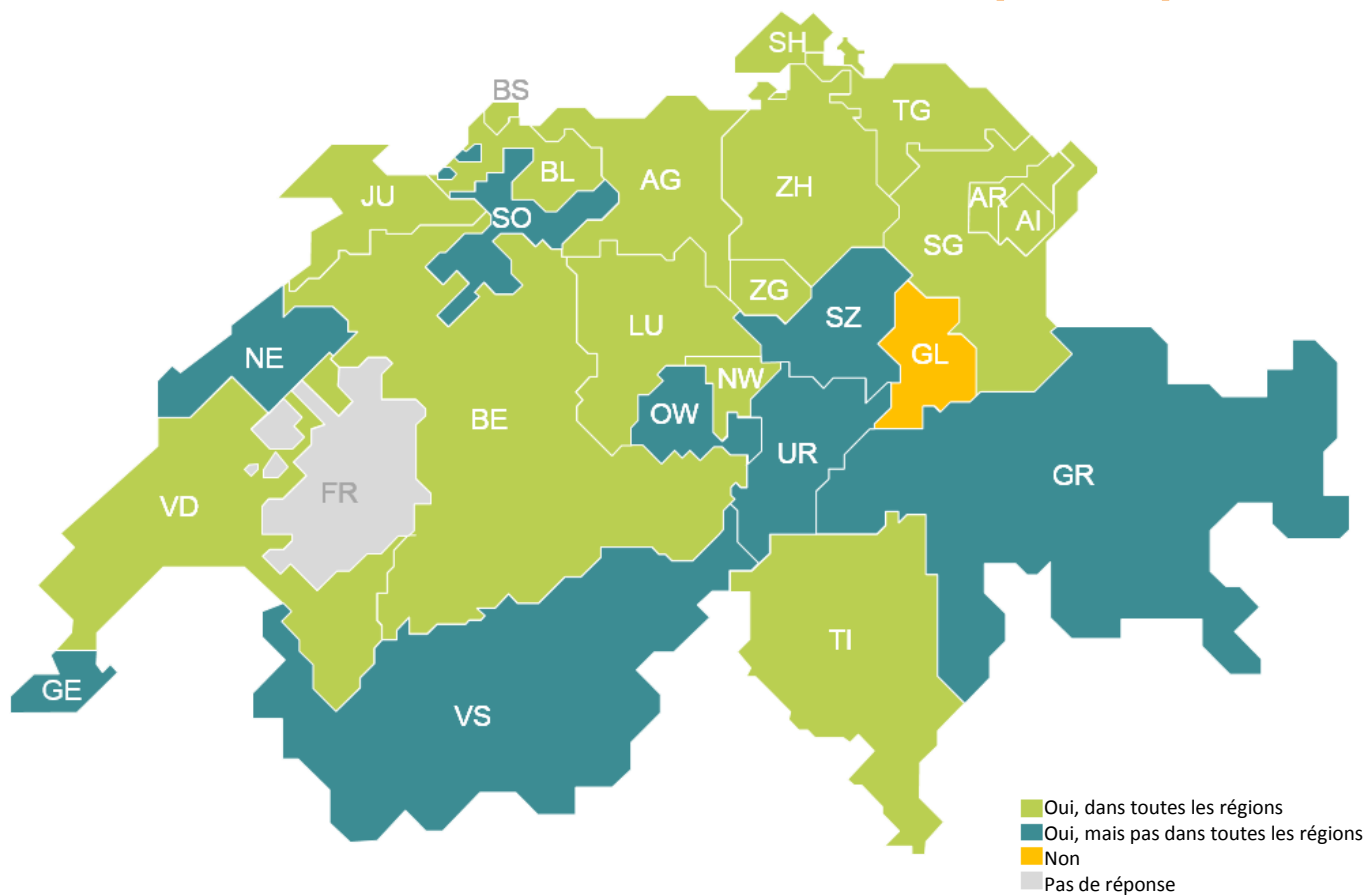 SH
BS
TG
BL
AG
ZH
JU
AR
AI
SO
SG
ZG
SZ
LU
NE
GL
NW
OW
BE
UR
GR
FR
VD
TI
GE
VS
Oui, dans toutes les régions
Oui, mais pas dans toutes les régions
Non
Pas de réponse